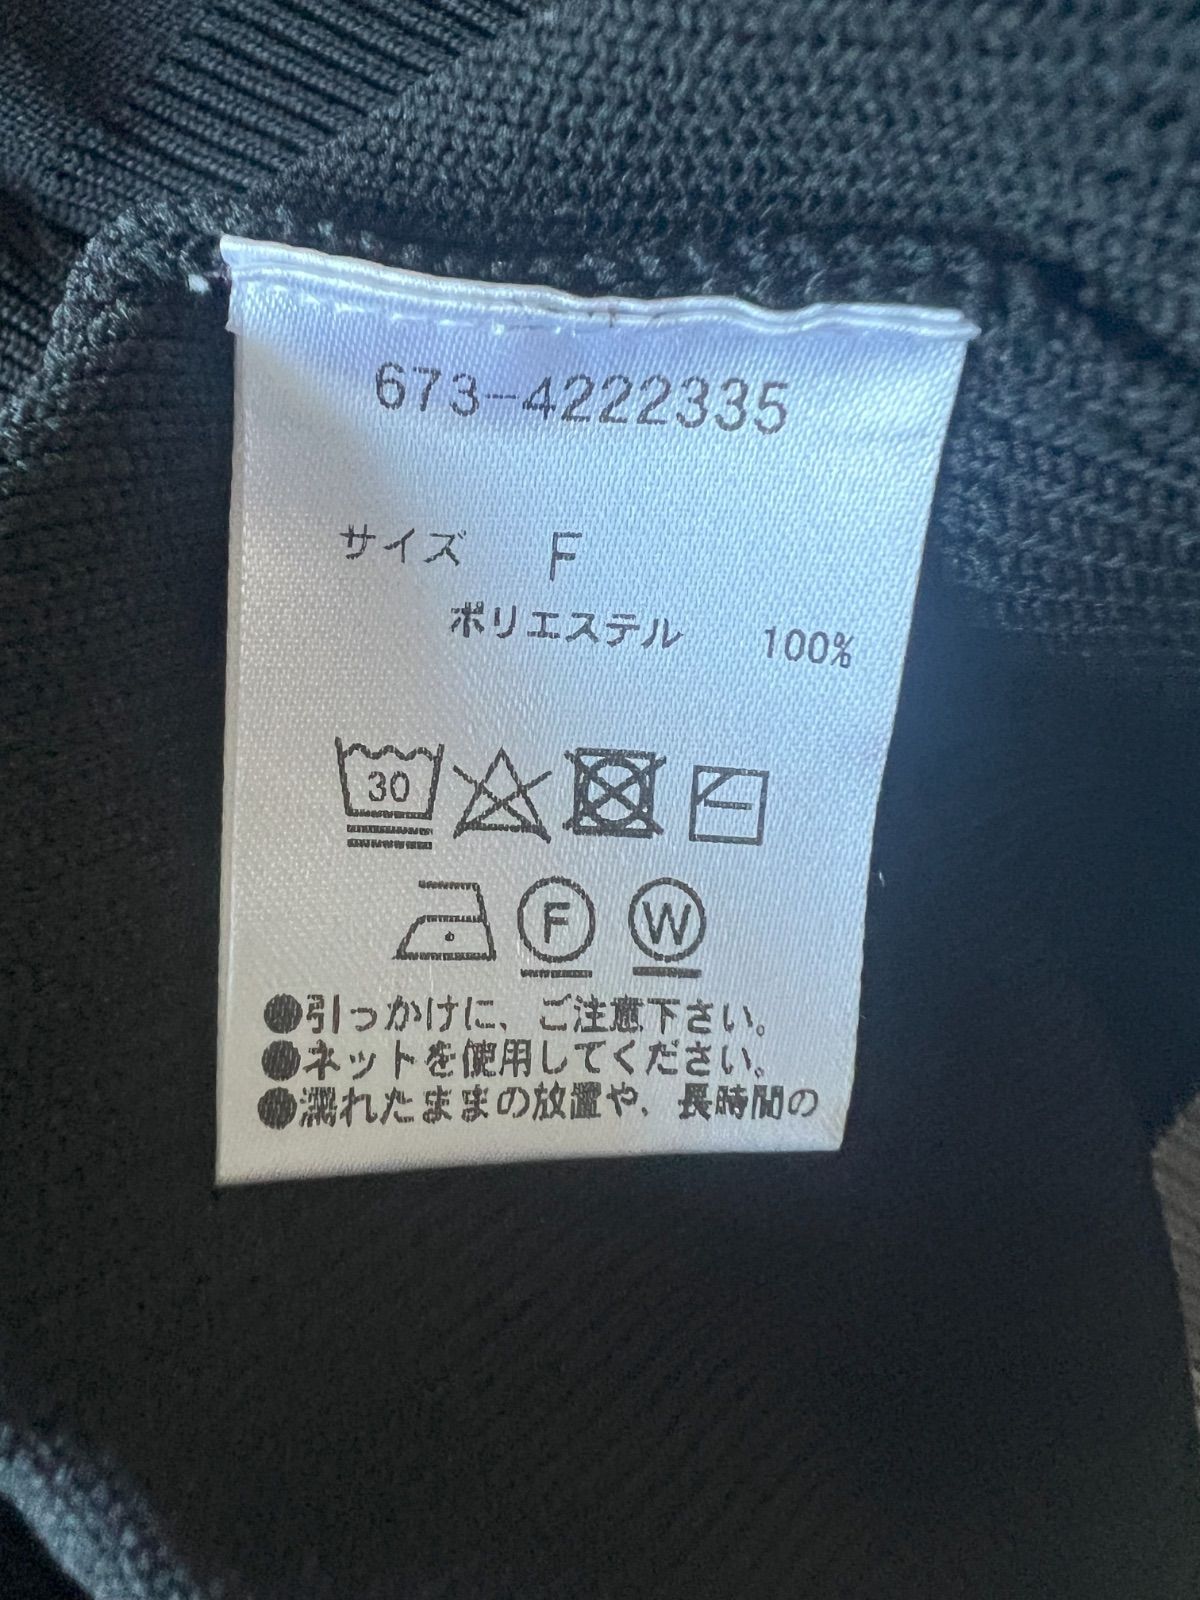 673-4222335
サイズ F
ポリエステル 100%
30
F W
●引っかけに、ご注意下さい。
●ネットを使用してください。
●濡れたままの放置や、長時間の